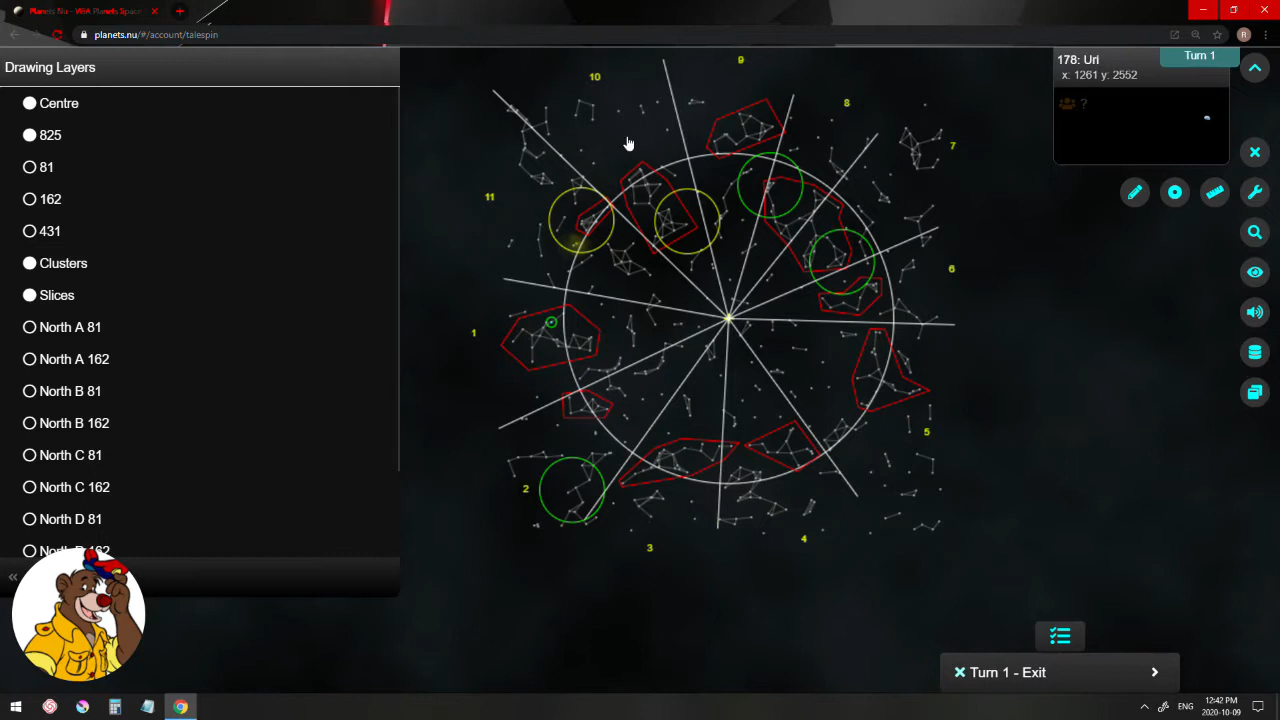 Planets Nu - VGA Planets Space
planets.nu/#/account/talespin
R
Drawing Layers
Centre
825
81
162
431
Clusters
Slices
North A 81
North A 162
North B 81
North B 162
North C 81
North C 162
North D 81
178: Uri
x: 1261 y: 2552
Turn 1
?
9
10
8
7
11
6
1
5
2
4
3
Turn 1 - Exit
ENG
12:42 PM
2020-10-09